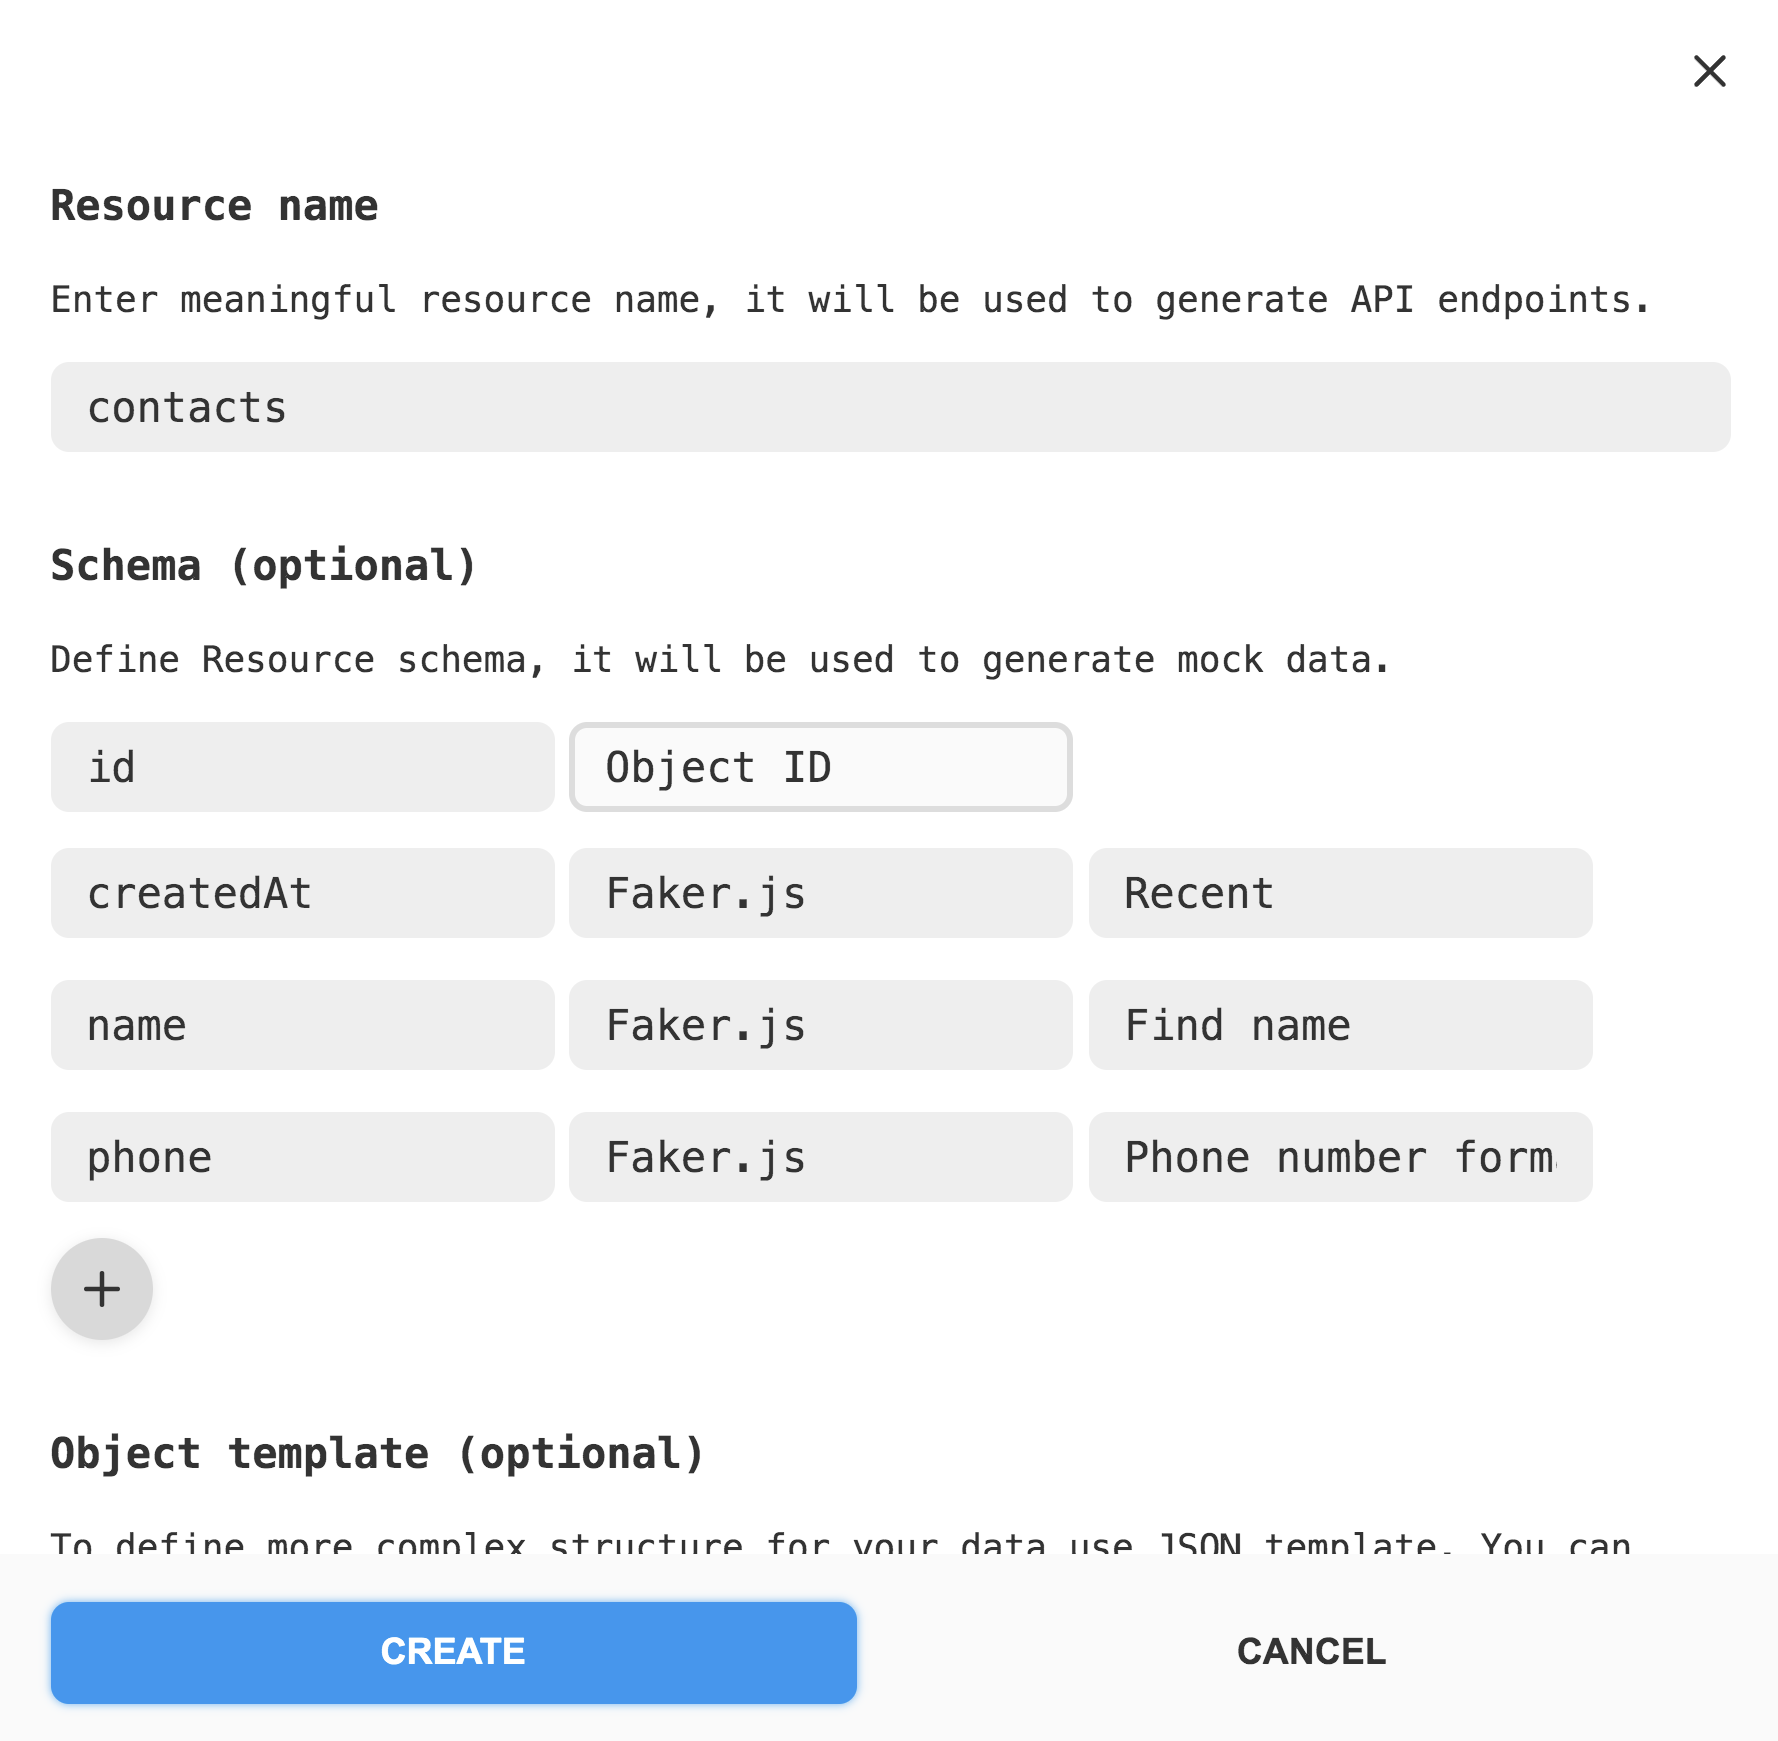 Resource name
Enter meaningful resource name, it will be used to generate API endpoints.
contacts
Schema (optional)
Define Resource schema, it will be used to generate mock data.
id Object ID
createdAt Faker.js Recent
name Faker.js Find name
phone Faker.js Phone number form
Object template (optional)
To define more complex structure for your data use JSON template. You can
CREATE CANCEL